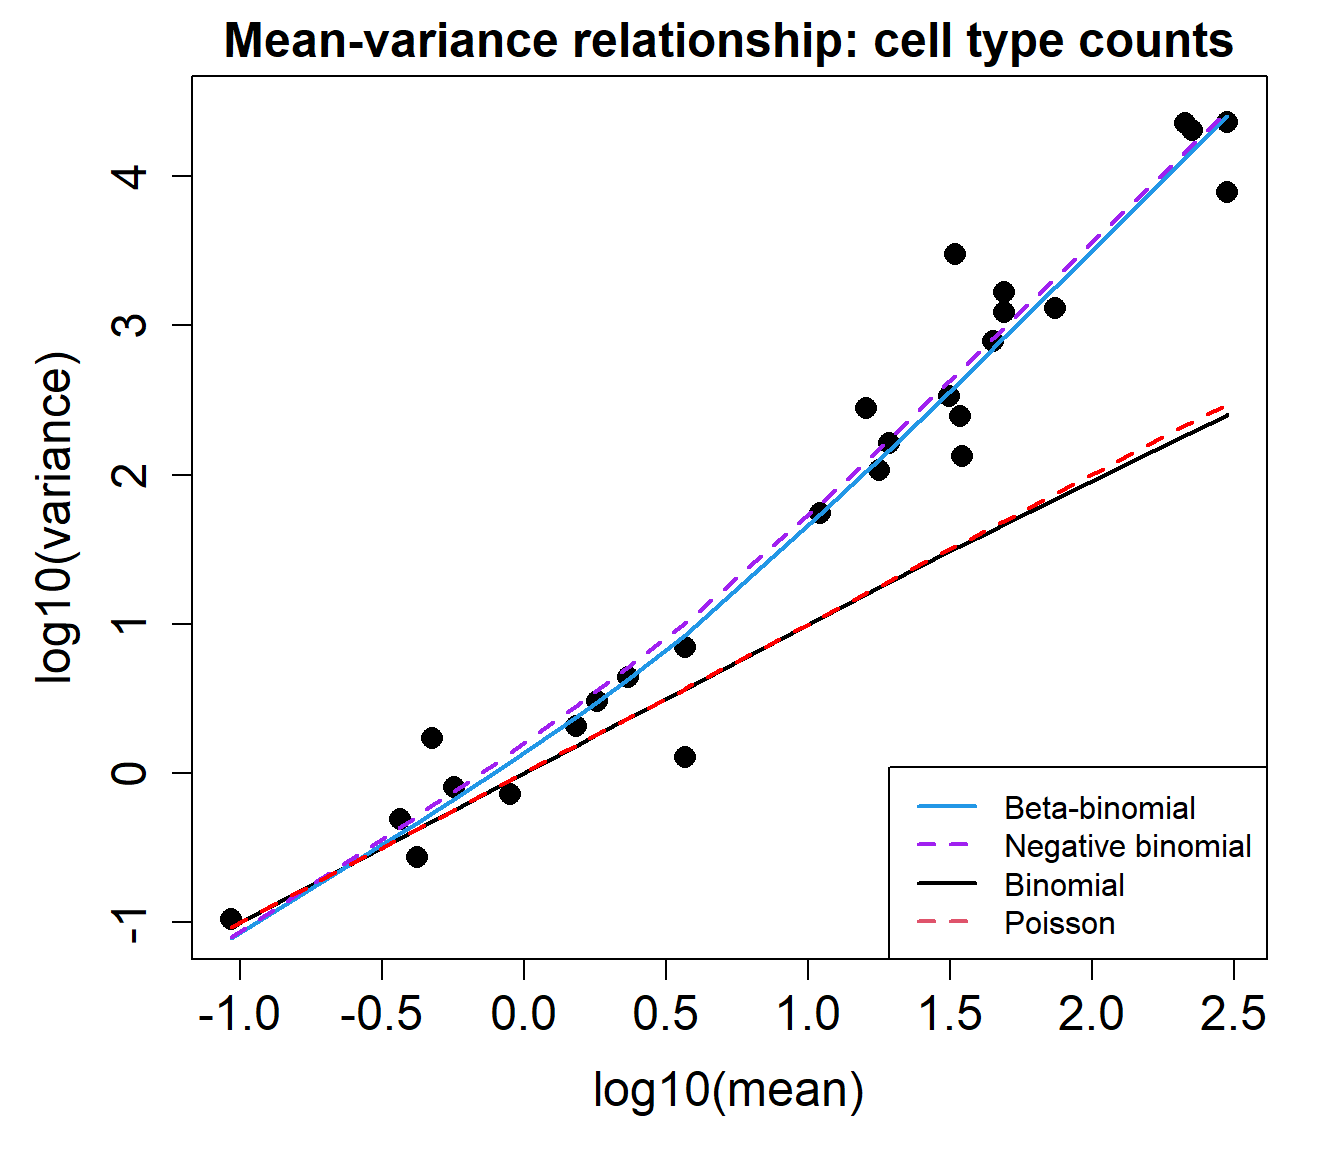 Mean-variance relationship: cell type counts
log10(variance)
4
3
2
1
0
-1
-1.0 -0.5 0.0 0.5 1.0 1.5 2.0 2.5
log10(mean)
Beta-binomial
Negative binomial
Binomial
Poisson